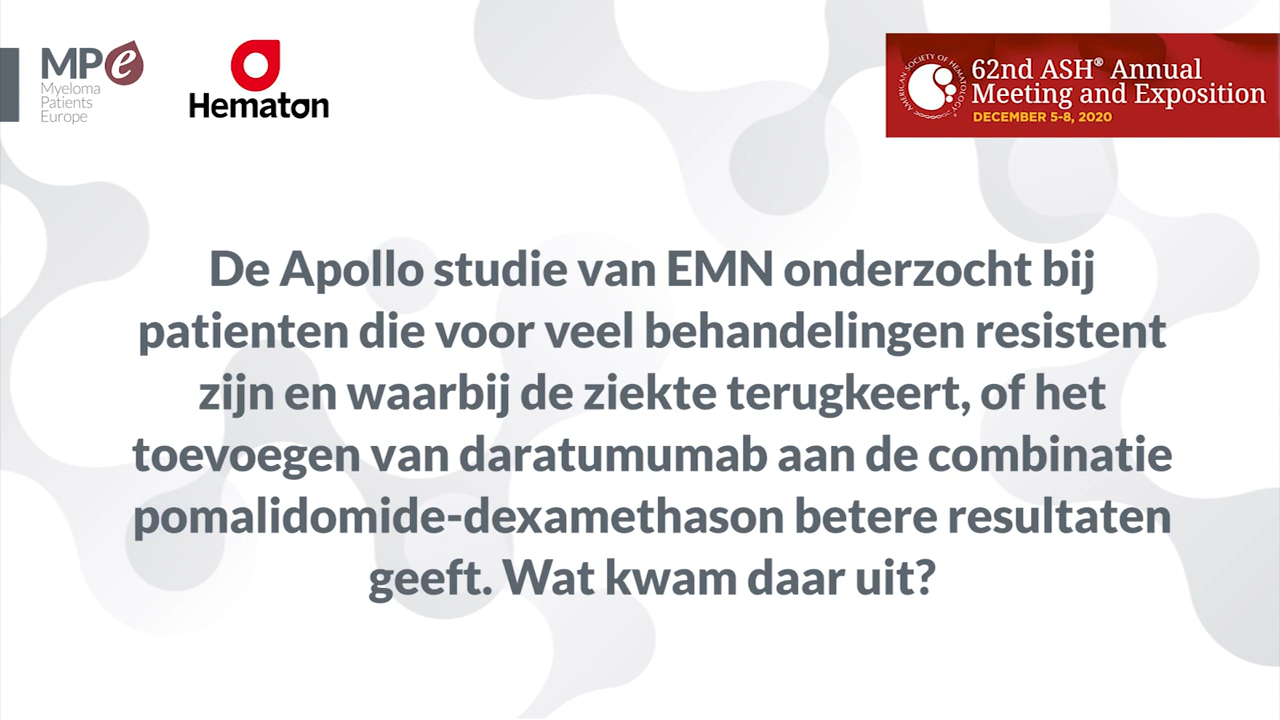 MPe
Myeloma
Patients
Europe
Hematon
AMERICAN SOCIETY OF HEMATOLOGY
62nd ASH® Annual
Meeting and Exposition
DECEMBER 5-8, 2020
De Apollo studie van EMN onderzocht bij
patienten die voor veel behandelingen resistent
zijn en waarbij de ziekte terugkeert, of het
toevoegen van daratumumab aan de combinatie
pomalidomide-dexamethason betere resultaten
geeft. Wat kwam daar uit?